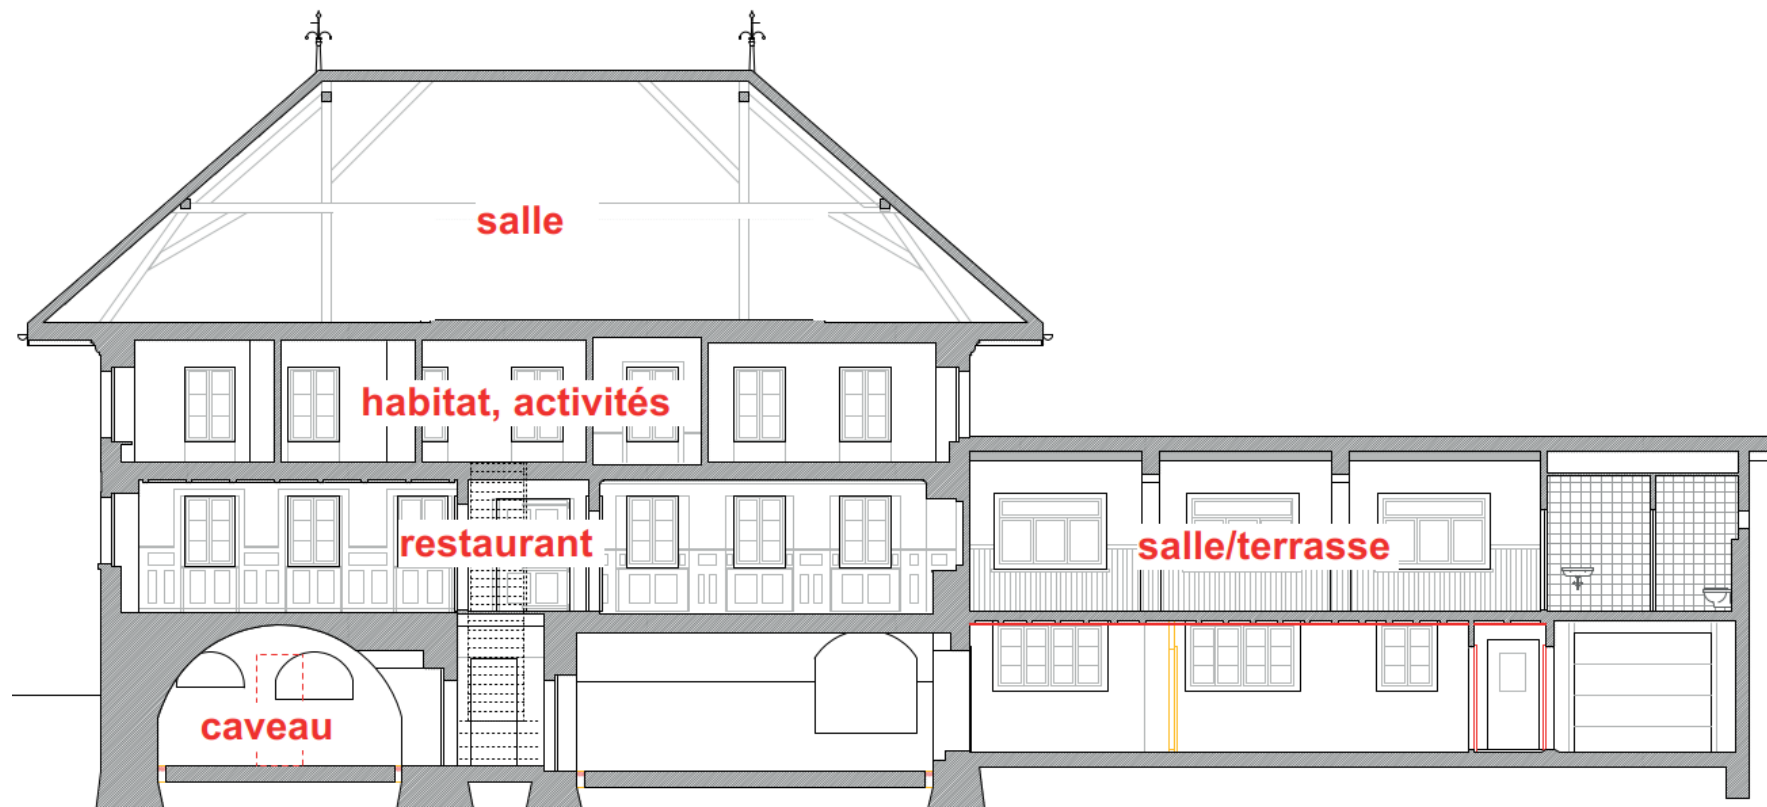 salle
habitat, activités
restaurant
salle/terrasse
caveau